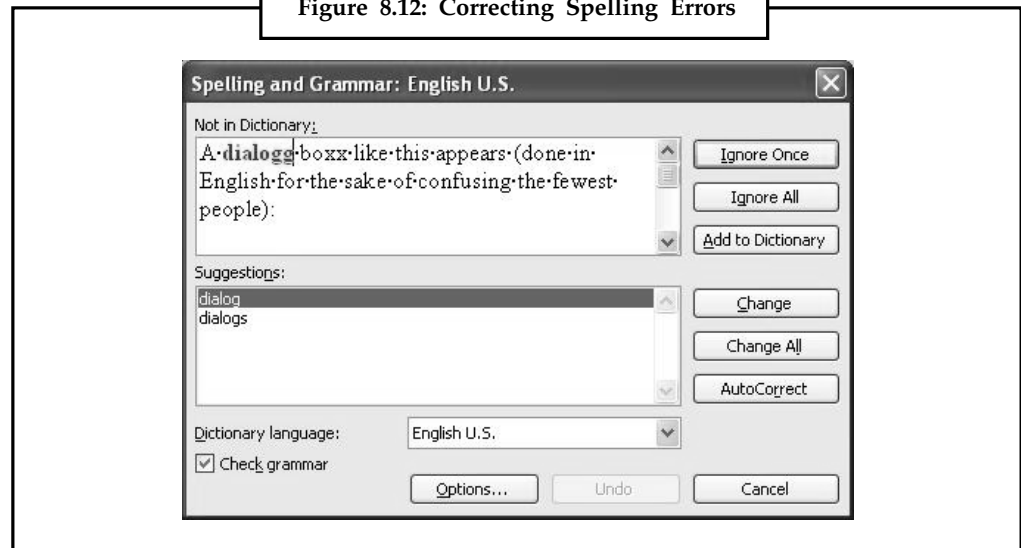 Figure 8.12: Correcting Spelling Errors
Spelling and Grammar: English U.S.
Not in Dictionary:
A·dialogg·boxx·like·this·appears·(done·in·
English·for·the·sake·of·confusing·the·fewest·
people):
Ignore Once
Ignore All
Add to Dictionary
Suggestions:
dialog
dialogs
Change
Change All
AutoCorrect
Dictionary language:
English U.S.
Check grammar
Options...
Undo
Cancel